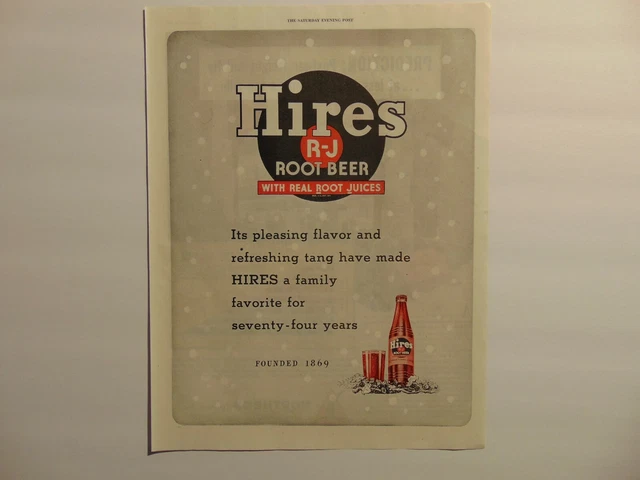 THE SATURDAY EVENING POST
Hires
R-J
ROOT BEER
WITH REAL ROOT JUICES
Its pleasing flavor and
refreshing tang have made
HIRES a family
favorite for
seventy-four years
FOUNDED 1869
Hires